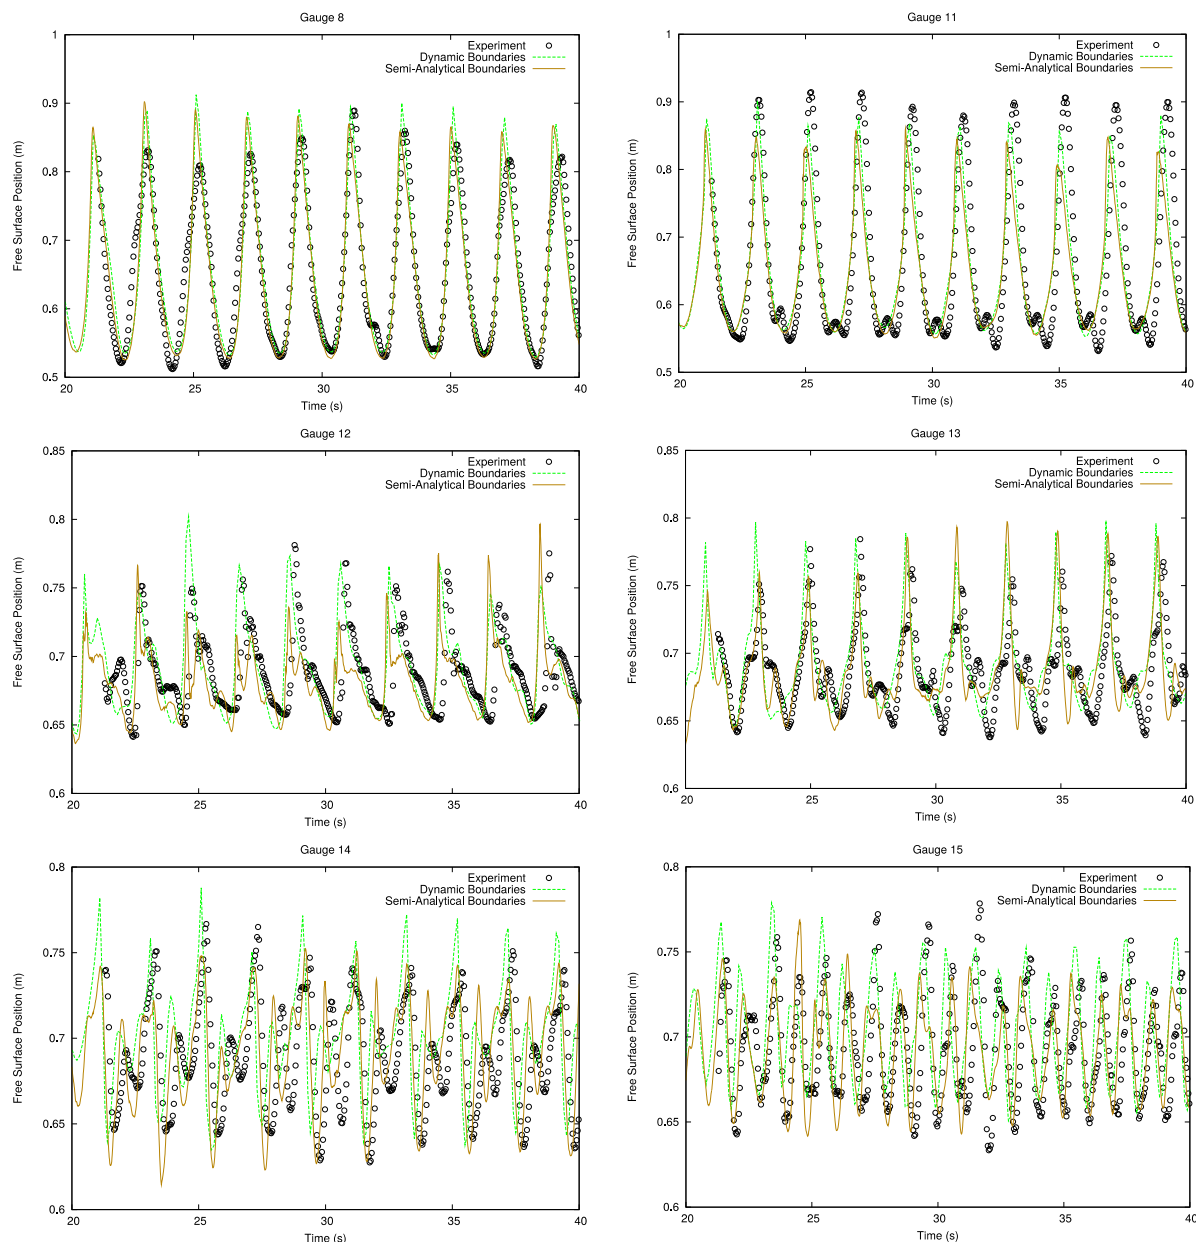 Gauge 8
1
0.9
0.8
0.7
0.6
0.5
20
25
30
35
40
Free Surface Position (m)
Time (s)
Experiment
Dynamic Boundaries
Semi-Analytical Boundaries
Gauge 11
1
0.9
0.8
0.7
0.6
0.5
20
25
30
35
40
Free Surface Position (m)
Time (s)
Experiment
Dynamic Boundaries
Semi-Analytical Boundaries
Gauge 12
0.85
0.8
0.75
0.7
0.65
0.6
20
25
30
35
40
Free Surface Position (m)
Time (s)
Experiment
Dynamic Boundaries
Semi-Analytical Boundaries
Gauge 13
0.85
0.8
0.75
0.7
0.65
0.6
20
25
30
35
40
Free Surface Position (m)
Time (s)
Experiment
Dynamic Boundaries
Semi-Analytical Boundaries
Gauge 14
0.8
0.75
0.7
0.65
0.6
20
25
30
35
40
Free Surface Position (m)
Time (s)
Experiment
Dynamic Boundaries
Semi-Analytical Boundaries
Gauge 15
0.8
0.75
0.7
0.65
0.6
20
25
30
35
40
Free Surface Position (m)
Time (s)
Experiment
Dynamic Boundaries
Semi-Analytical Boundaries